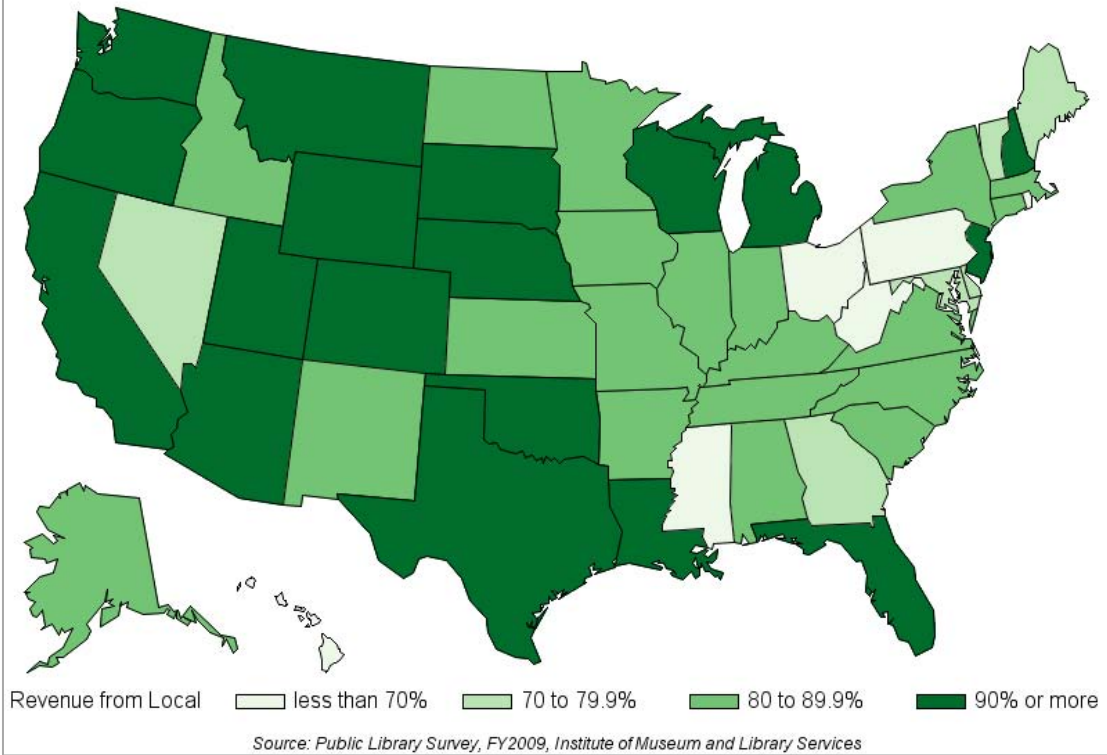 Revenue from Local less than 70% 70 to 79.9% 80 to 89.9% 90% or more
Source: Public Library Survey, FY2009, Institute of Museum and Library Services